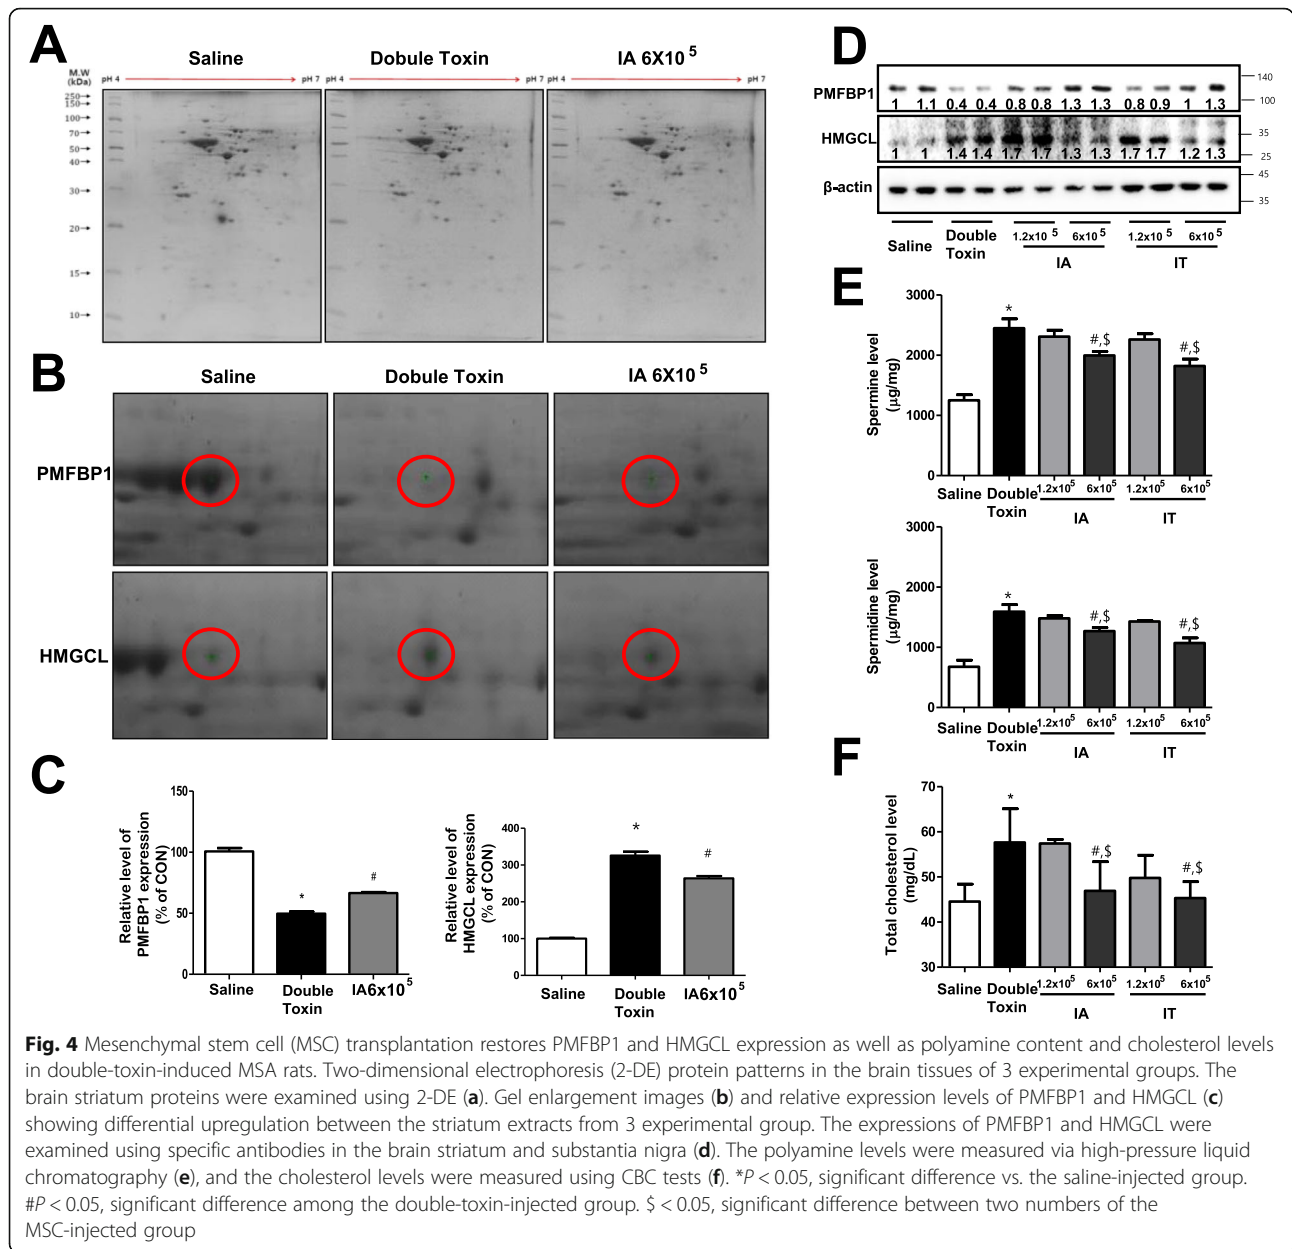 A
Saline
Dobule Toxin
IA 6X10 5
M.W
(kDa)
pH 4
pH 7
pH 4
pH 7
pH 4
pH 7
250
150
100
70
50
40
30
20
15
10
B
Saline
Dobule Toxin
IA 6X10 5
PMFBP1
HMGCL
C
Relative level of
PMFBP1 expression
(% of CON)
150
100
50
0
*
#
Saline
Double
Toxin
IA6x10 5
Relative level of
HMGCL expression
(% of CON)
400
300
200
100
0
*
#
Saline
Double
Toxin
IA6x10 5
D
PMFBP1
1 1.1 0.4 0.4 0.8 0.8 1.3 1.3 0.8 0.9 1 1.3
140
100
HMGCL
1 1 1.4 1.4 1.7 1.7 1.3 1.3 1.7 1.7 1.2 1.3
35
25
β-actin
45
35
Saline
Double
Toxin
1.2x10 5
6x10 5
1.2x10 5
6x10 5
IA
IT
E
Spermine level
(μg/mg)
3000
2000
1000
0
*
#,$
#,$
Saline
Double
Toxin
1.2x10 5
6x10 5
1.2x10 5
6x10 5
IA
IT
Spermidine level
(μg/mg)
3000
2000
1000
0
*
#,$
#,$
Saline
Double
Toxin
1.2x10 5
6x10 5
1.2x10 5
6x10 5
IA
IT
F
Total cholesterol level
(mg/dL)
70
60
50
40
30
*
#,$
#,$
Saline
Double
Toxin
1.2x10 5
6x10 5
1.2x10 5
6x10 5
IA
IT
Fig. 4 Mesenchymal stem cell (MSC) transplantation restores PMFBP1 and HMGCL expression as well as polyamine content and cholesterol levels
in double-toxin-induced MSA rats. Two-dimensional electrophoresis (2-DE) protein patterns in the brain tissues of 3 experimental groups. The
brain striatum proteins were examined using 2-DE (a). Gel enlargement images (b) and relative expression levels of PMFBP1 and HMGCL (c)
showing differential upregulation between the striatum extracts from 3 experimental group. The expressions of PMFBP1 and HMGCL were
examined using specific antibodies in the brain striatum and substantia nigra (d). The polyamine levels were measured via high-pressure liquid
chromatography (e), and the cholesterol levels were measured using CBC tests (f). *P < 0.05, significant difference vs. the saline-injected group.
#P < 0.05, significant difference among the double-toxin-injected group. $ < 0.05, significant difference between two numbers of the
MSC-injected group